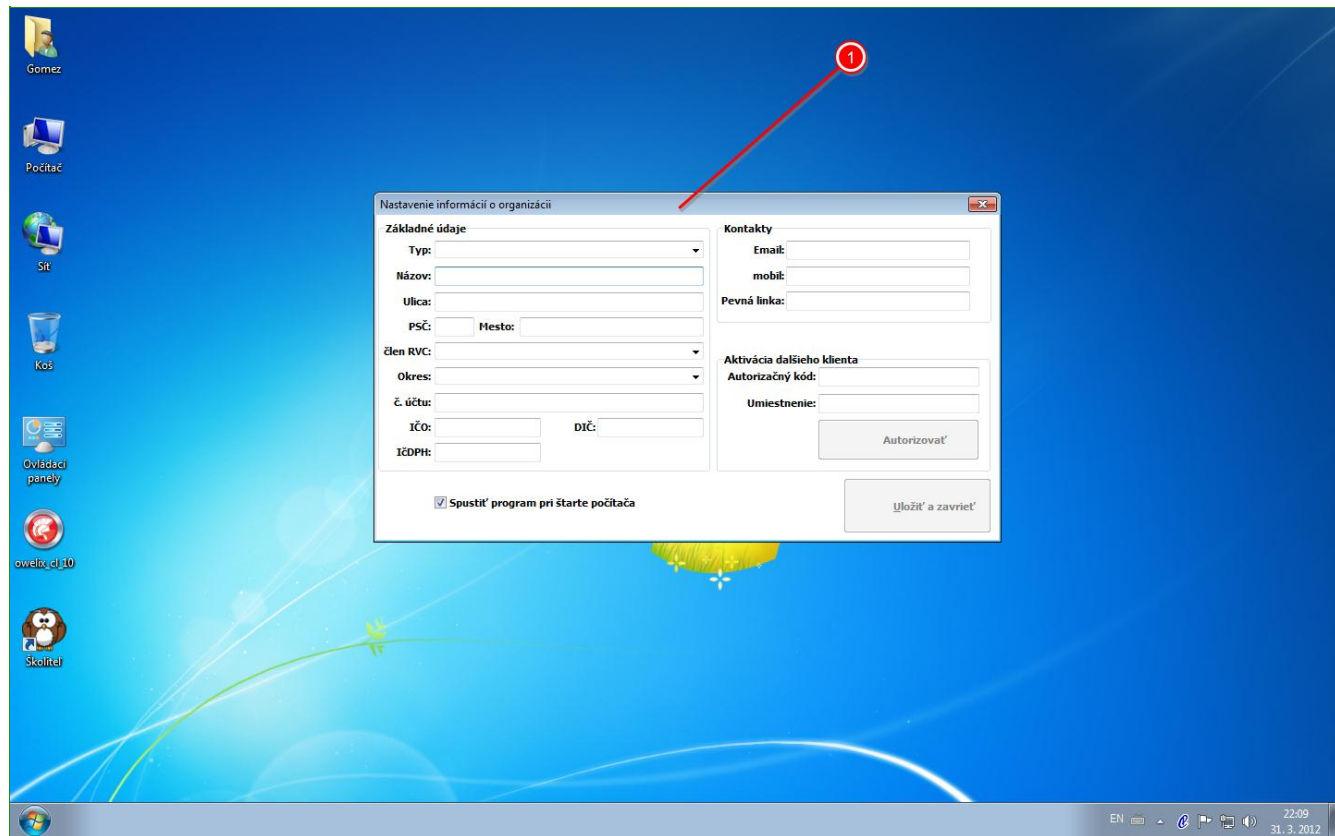 Gomez
Počítač
Síť
Koš
Ovládací
panely
owelix_cl_10
Školiteľ
1
Nastavenie informácií o organizácii
Základné údaje
Typ:
Názov:
Ulica:
PSČ: Mesto:
člen RVC:
Okres:
č. účtu:
IČO: DIČ:
IčDPH:
Spustiť program pri štarte počítača
Kontakty
Email:
mobil:
Pevná linka:
Aktivácia dalšieho klienta
Autorizačný kód:
Umiestnenie:
Autorizovať
Uložiť a zavrieť
EN
22:09
31. 3. 2012